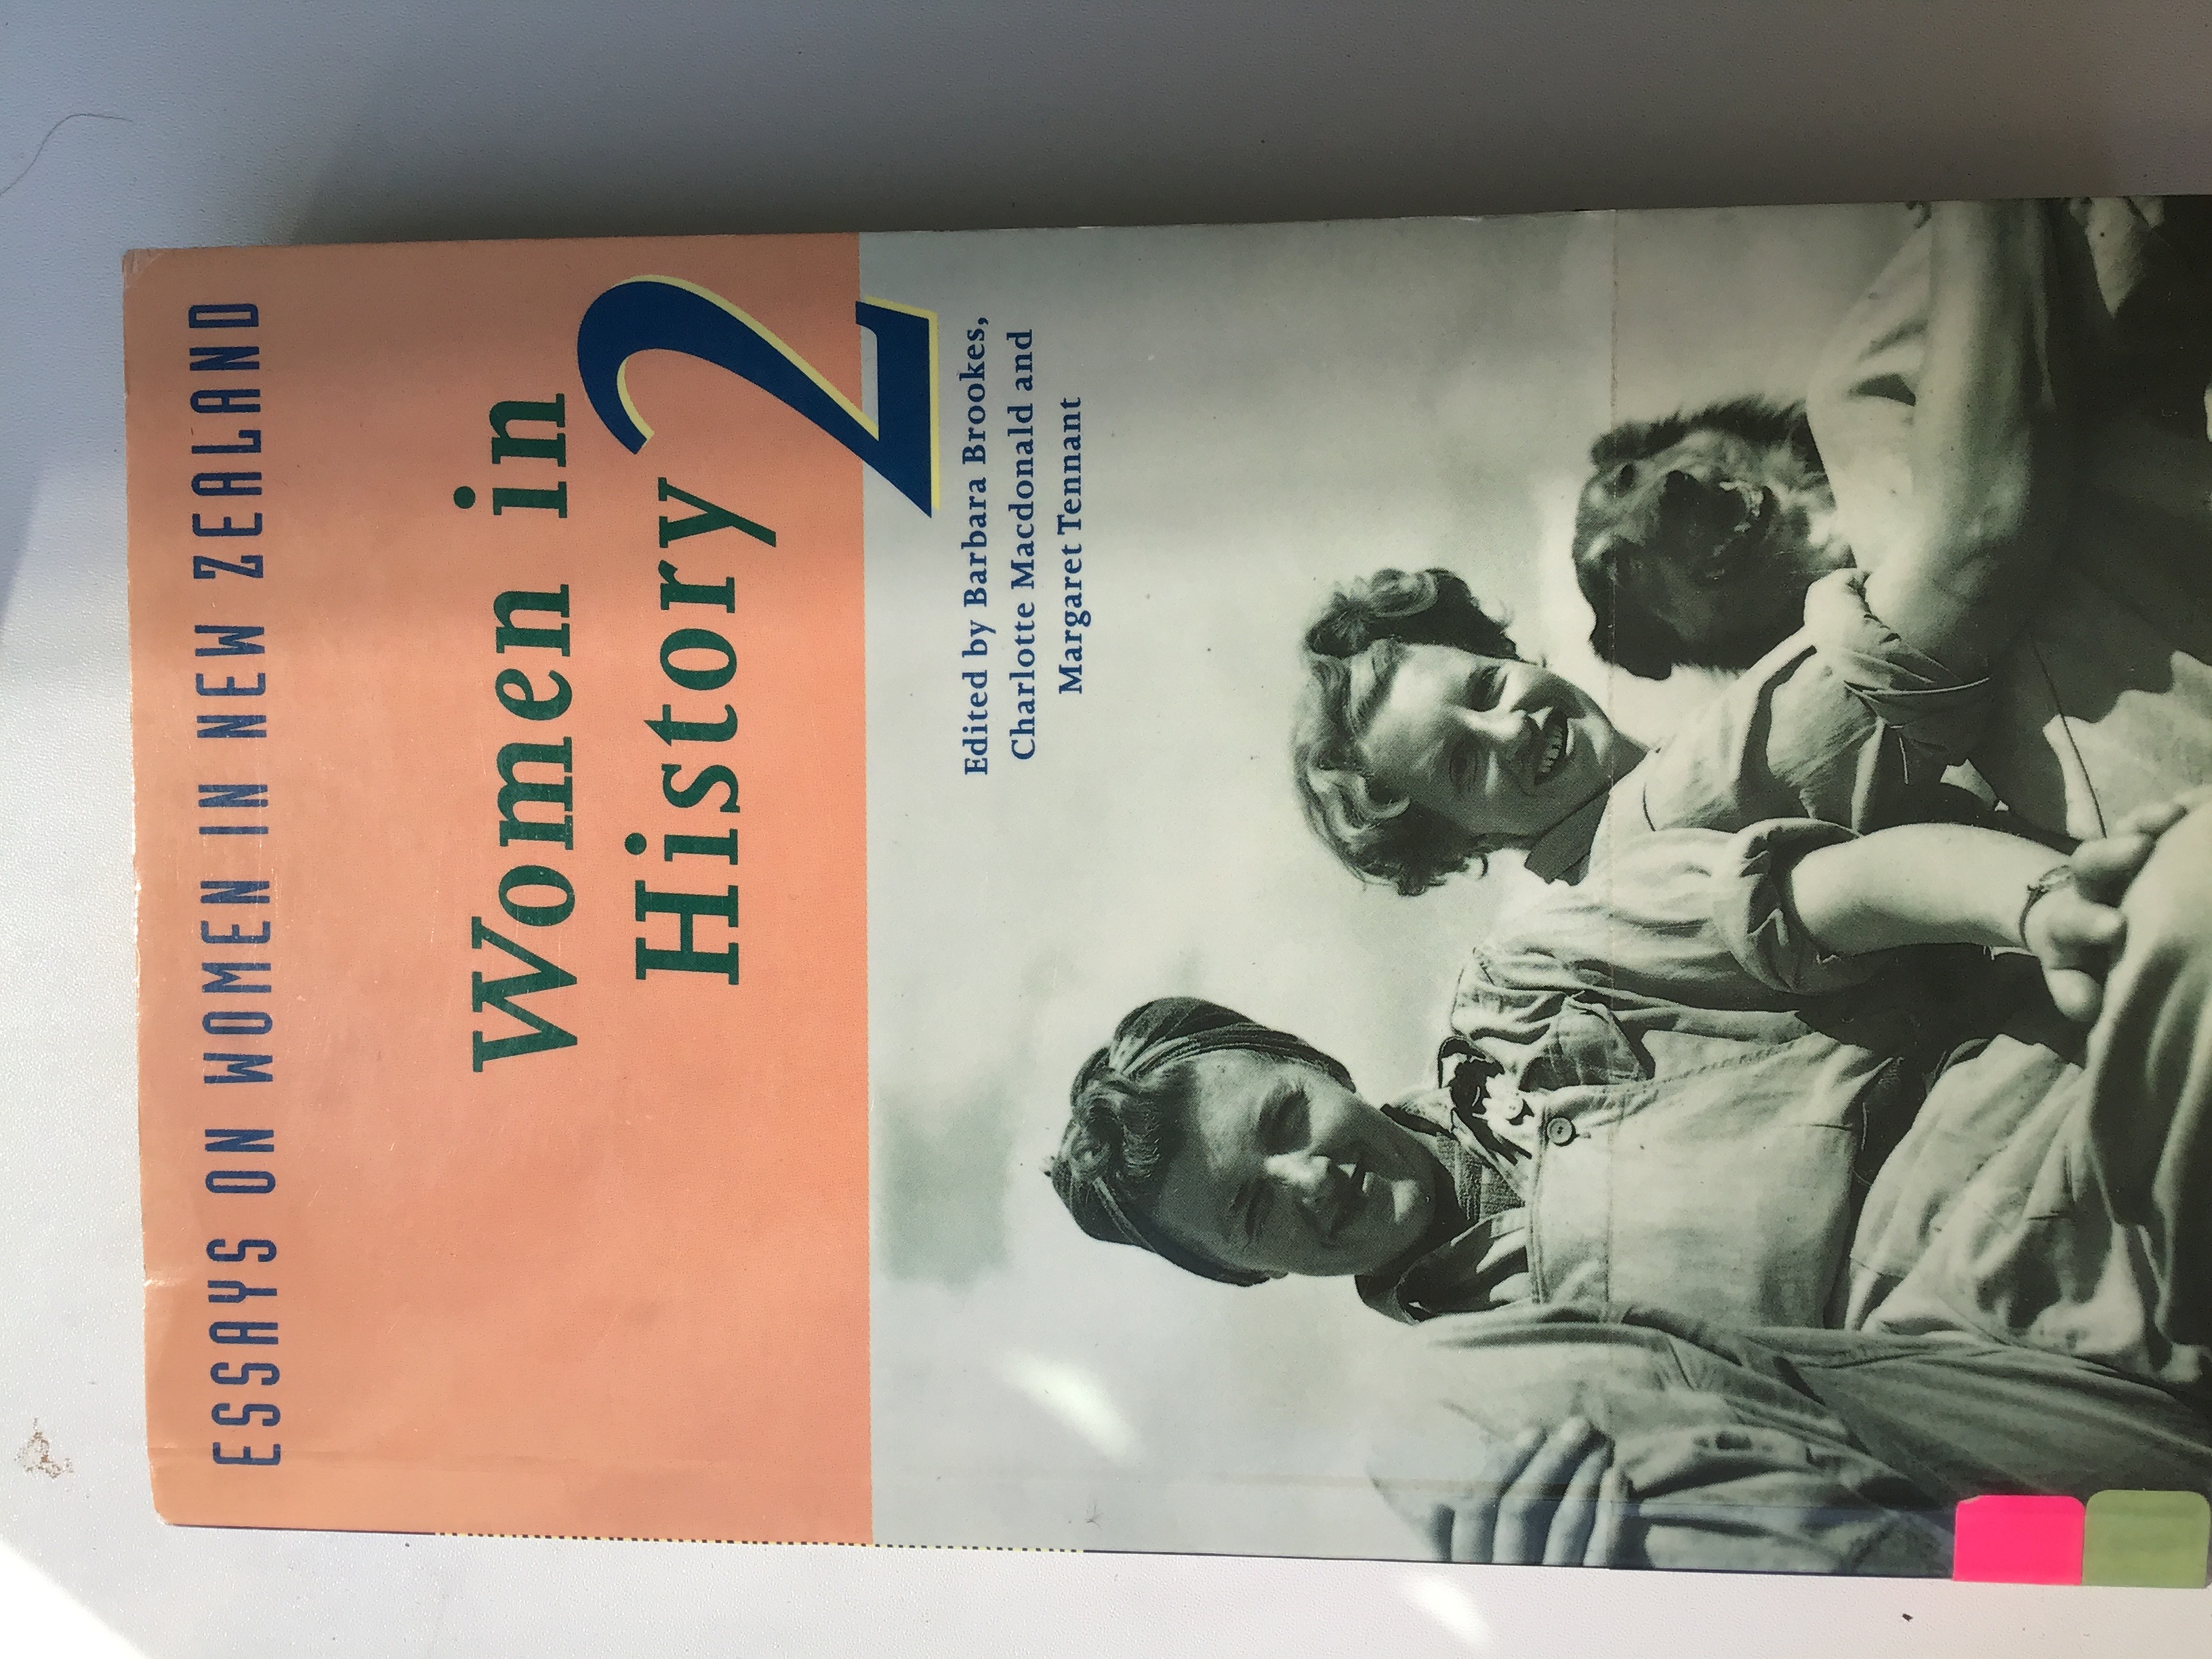 ESSAYS ON WOMEN IN NEW ZEALAND
Women in
History 2
Edited by Barbara Brookes,
Charlotte Macdonald and
Margaret Tennant